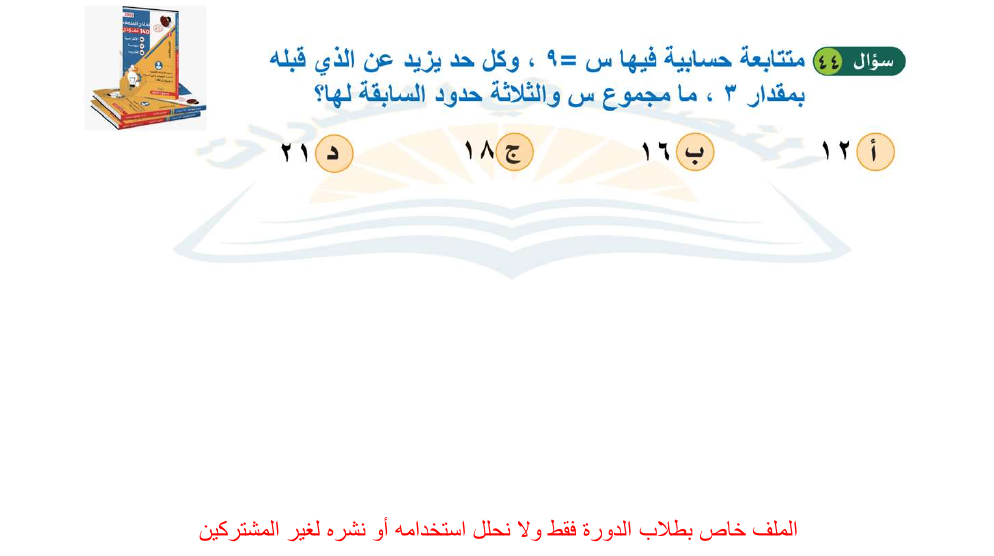 سؤال ٤٤ متتابعة حسابية فيها س =٩ ، وكل حد يزيد عن الذي قبله
بمقدار ٣ ، ما مجموع س والثلاثة حدود السابقة لها؟
أ ١٢ ب ١٦ ج ١٨ د ٢١
الملف خاص بطلاب الدورة فقط ولا نحلل استخدامه أو نشره لغير المشتركين